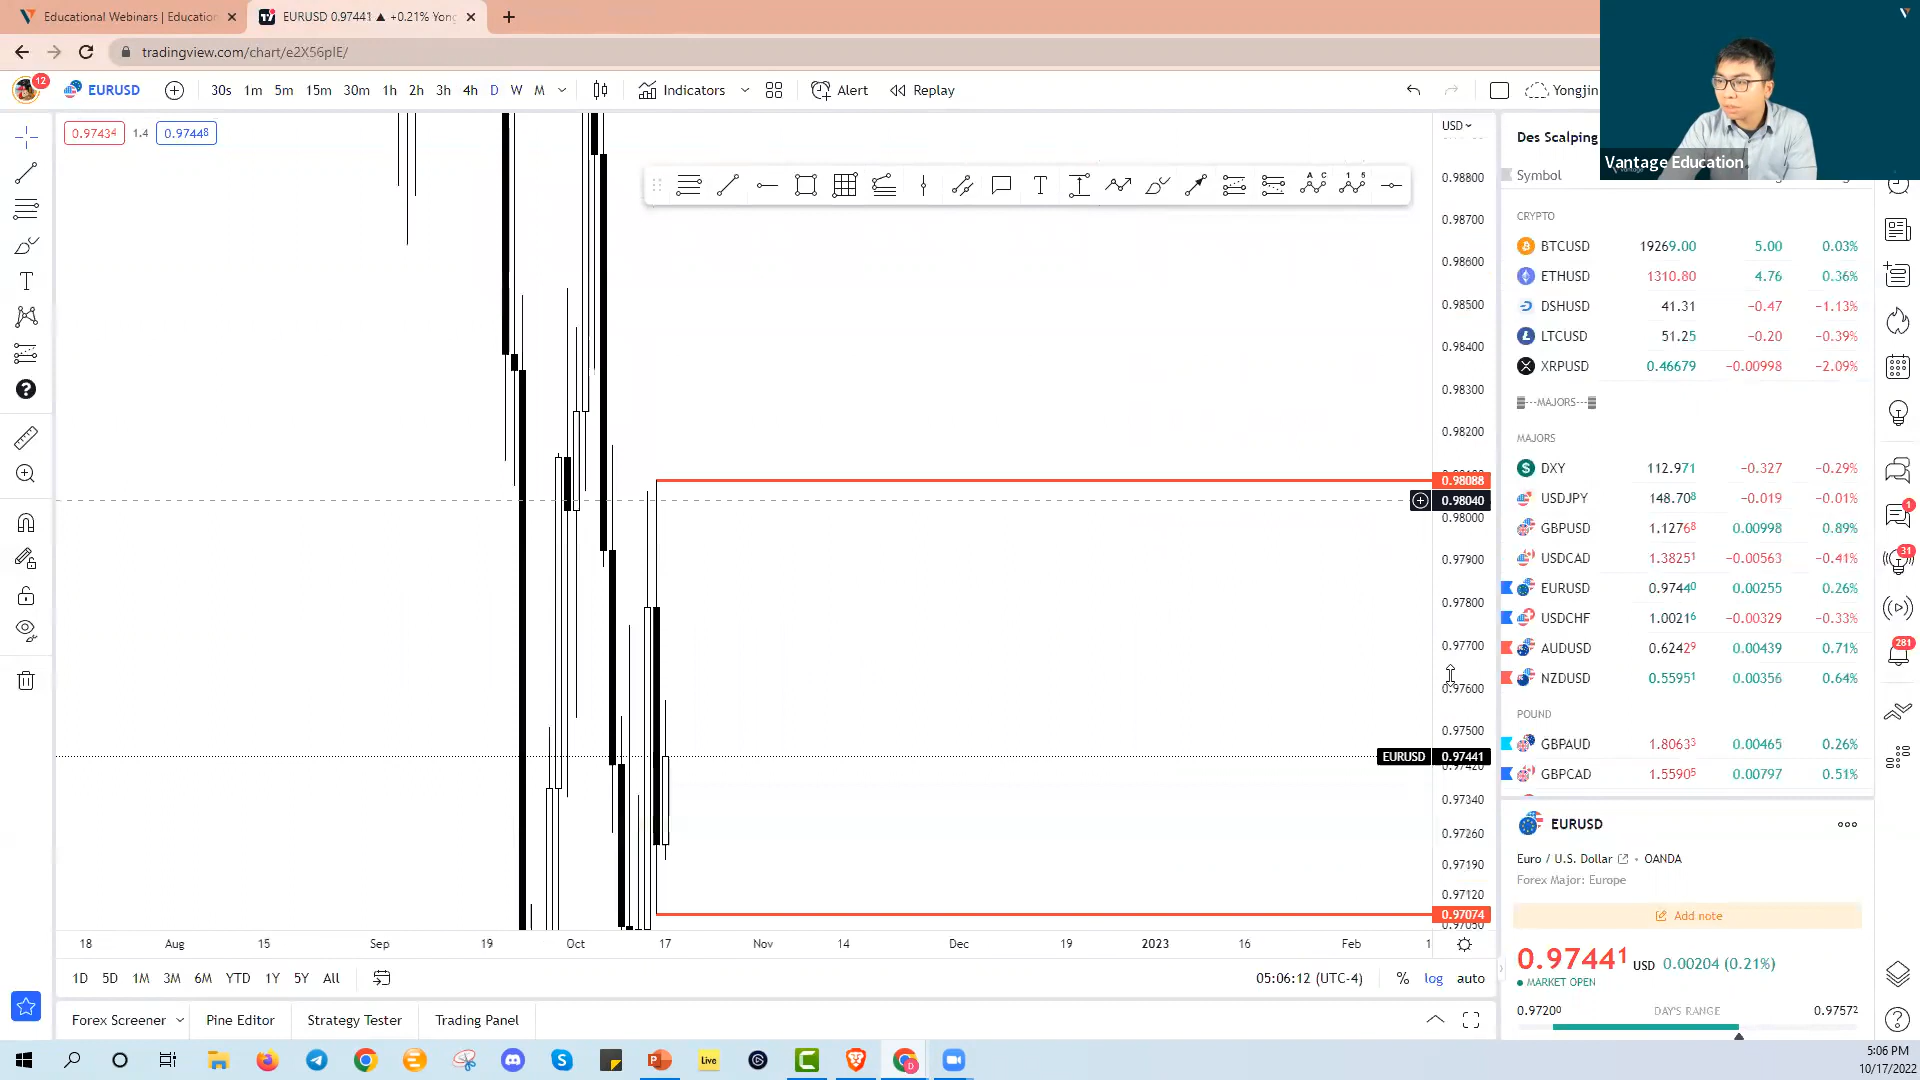 Educational Webinars | Education
EURUSD 0.97441 ▲ +0.21% Yong
tradingview.com/chart/e2X56pIE/
12
EURUSD
30s 1m 5m 15m 30m 1h 2h 3h 4h D W M
Indicators
Alert
Replay
Yongjin
0.97434 1.4 0.97448
USD
0.98800
0.98700
0.98600
0.98500
0.98400
0.98300
0.98200
0.98088
0.98040
0.98000
0.97900
0.97800
0.97700
0.97600
0.97500
EURUSD 0.97441
0.97340
0.97260
0.97190
0.97120
0.97074
18 Aug 15 Sep 19 Oct 17 Nov 14 Dec 19 2023 16 Feb 1
1D 5D 1M 3M 6M YTD 1Y 5Y All
05:06:12 (UTC-4) % log auto
Forex Screener Pine Editor Strategy Tester Trading Panel
Vantage Education
Des Scalping
Symbol
CRYPTO
BTCUSD 19269.00 5.00 0.03%
ETHUSD 1310.80 4.76 0.36%
DSHUSD 41.31 −0.47 −1.13%
LTCUSD 51.25 −0.20 −0.39%
XRPUSD 0.46679 −0.00998 −2.09%
---MAJORS---
MAJORS
DXY 112.971 −0.327 −0.29%
USDJPY 148.708 −0.019 −0.01%
GBPUSD 1.12768 0.00998 0.89%
USDCAD 1.38251 −0.00563 −0.41%
EURUSD 0.97440 0.00255 0.26%
USDCHF 1.00216 −0.00329 −0.33%
AUDUSD 0.62429 0.00439 0.71%
NZDUSD 0.55951 0.00356 0.64%
POUND
GBPAUD 1.80633 0.00465 0.26%
GBPCAD 1.55905 0.00797 0.51%
EURUSD
Euro / U.S. Dollar • OANDA
Forex Major: Europe
Add note
0.97441 USD 0.00204 (0.21%)
MARKET OPEN
0.97200 DAY'S RANGE 0.97572
1
31
281
Live
5:06 PM
10/17/2022